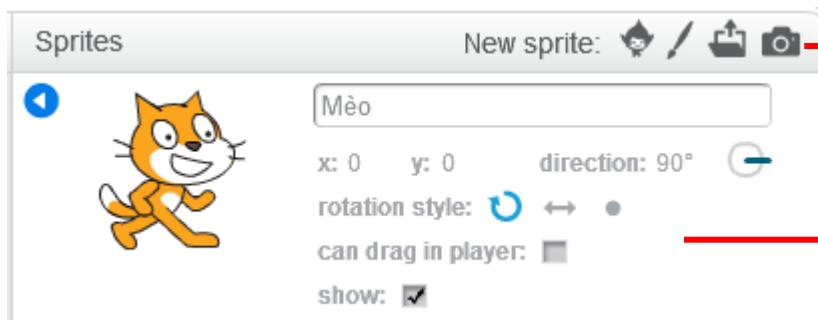 Sprites New sprite:
Mèo
x: 0 y: 0 direction: 90°
rotation style:
can drag in player:
show: